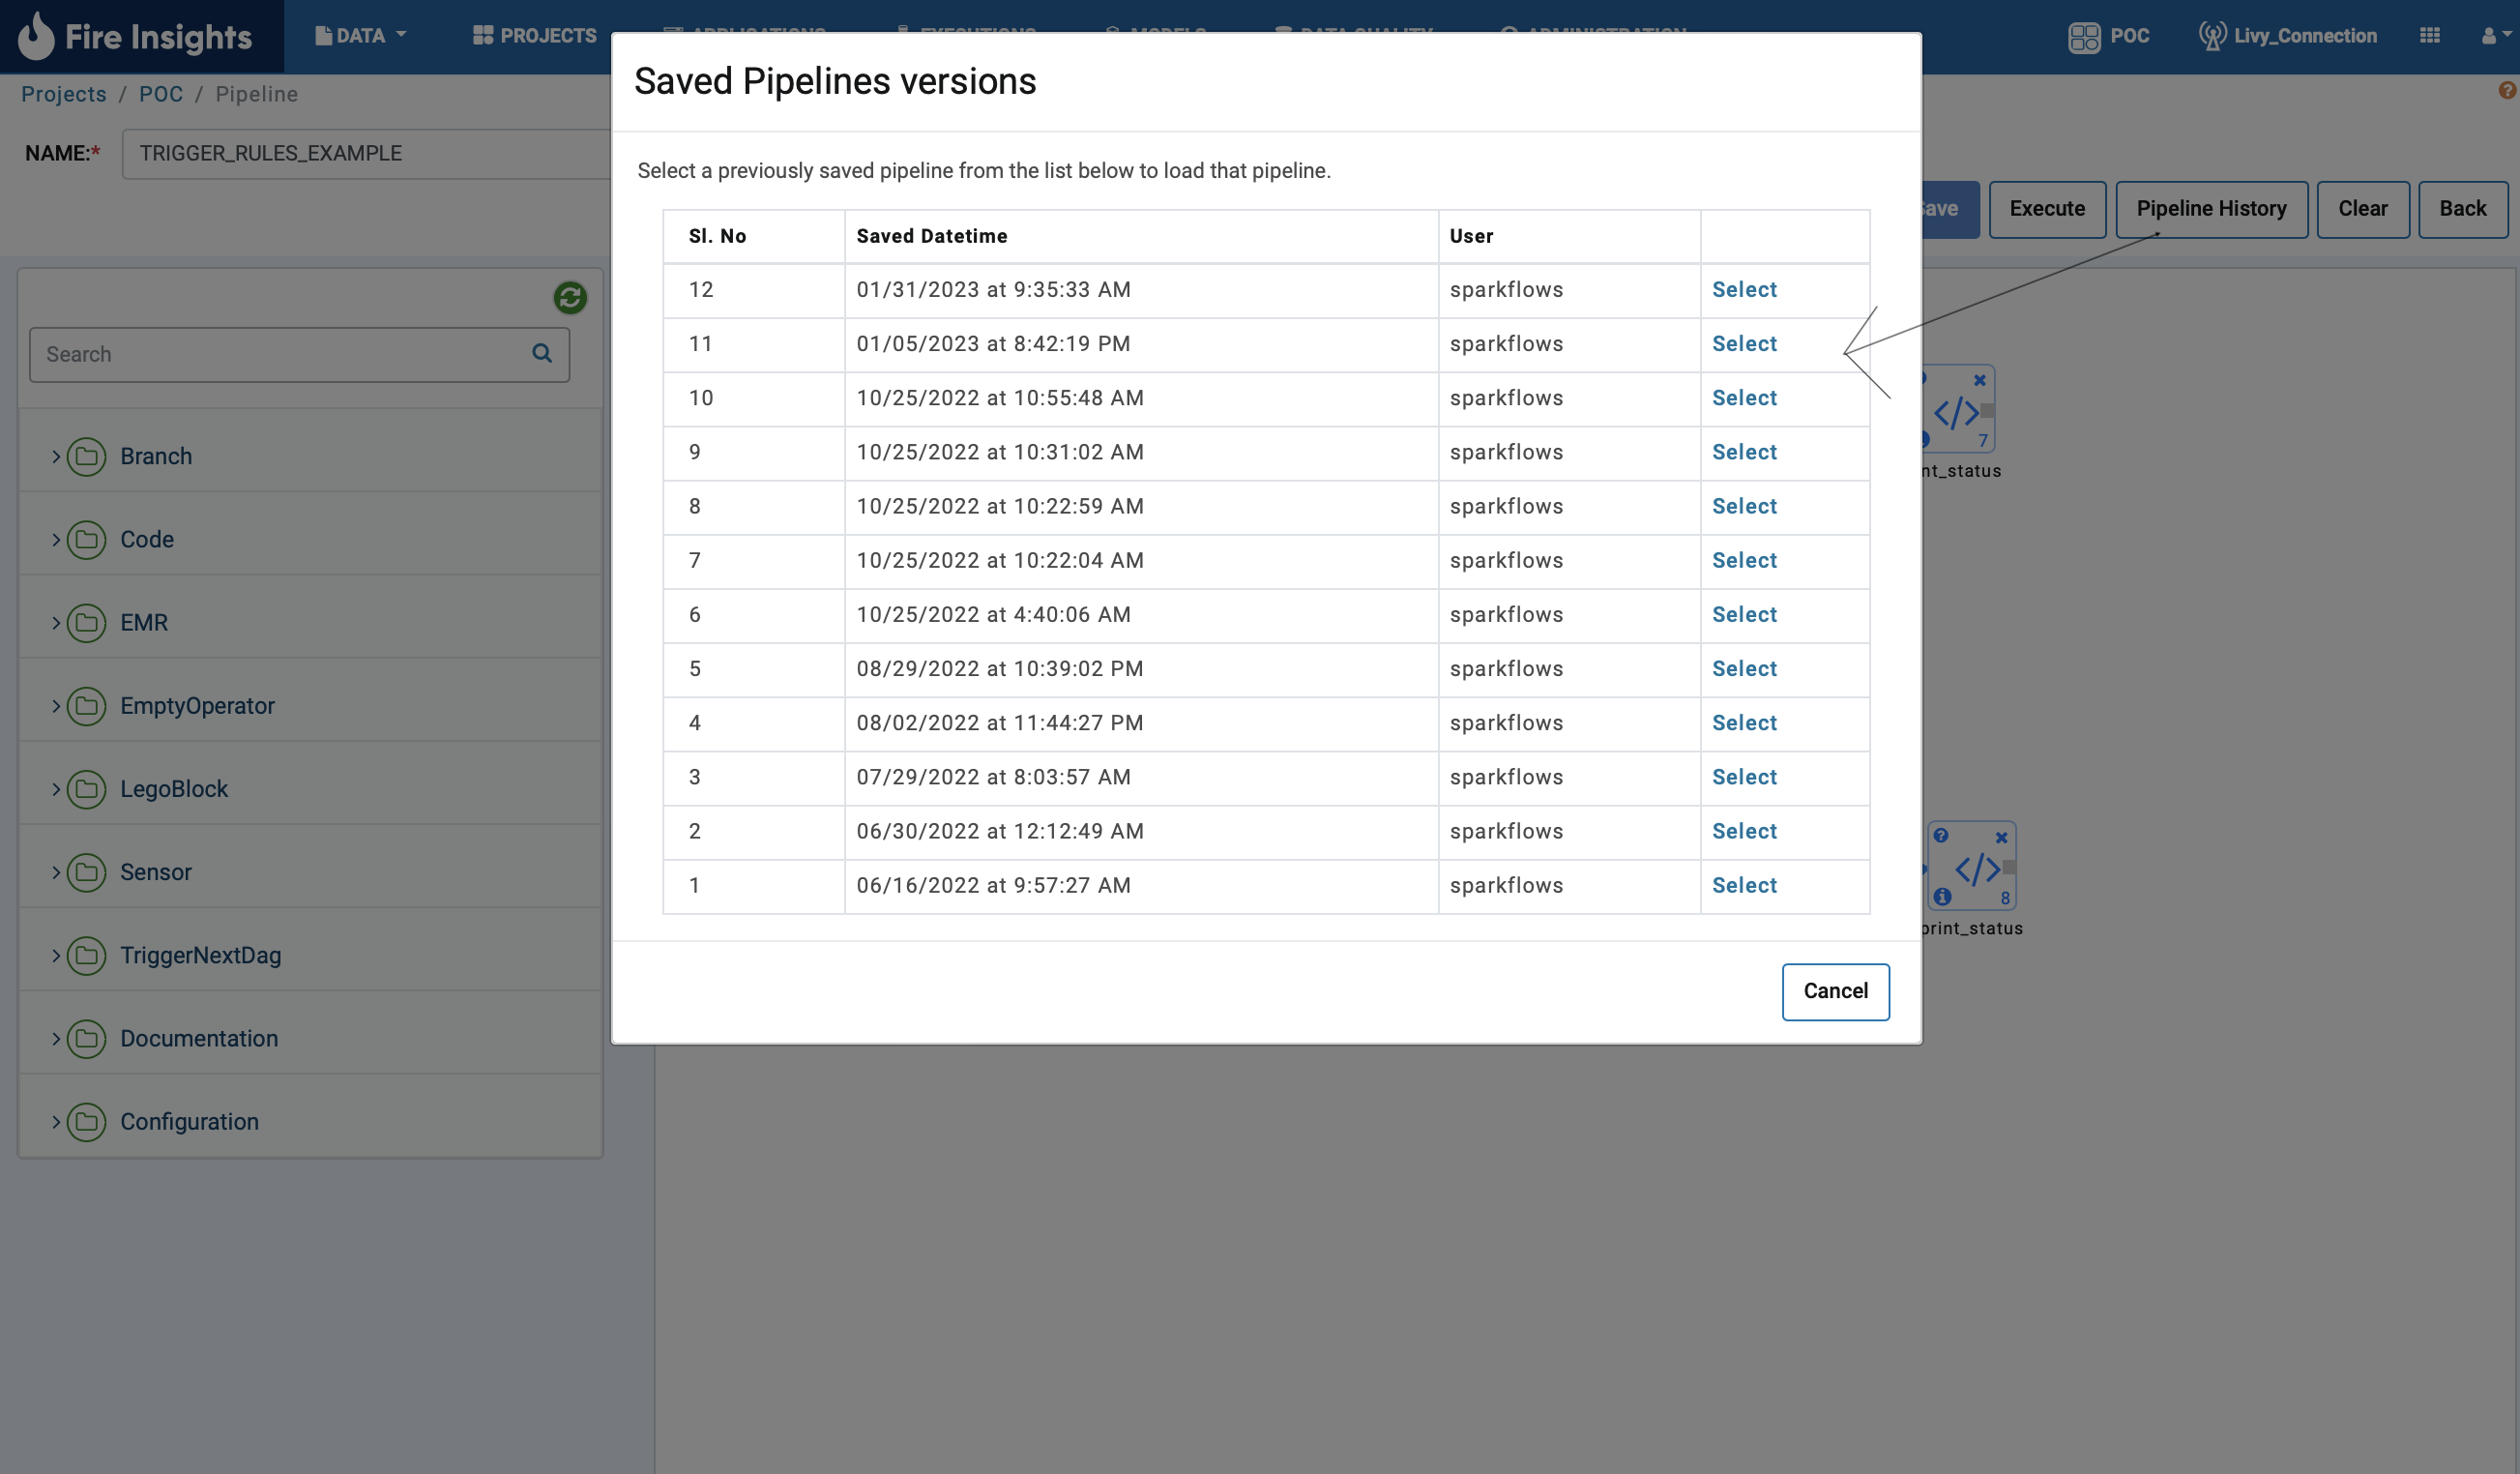 Fire Insights
DATA
PROJECTS
APPLICATIONS
EXECUTIONS
MODELS
DATA QUALITY
ADMINISTRATION
POC
Livy_Connection
Projects / POC / Pipeline
NAME:* TRIGGER_RULES_EXAMPLE
Execute
Pipeline History
Clear
Back
Search
Branch
Code
EMR
EmptyOperator
LegoBlock
Sensor
TriggerNextDag
Documentation
Configuration
Saved Pipelines versions
Select a previously saved pipeline from the list below to load that pipeline.
Sl. No Saved Datetime User
12 01/31/2023 at 9:35:33 AM sparkflows Select
11 01/05/2023 at 8:42:19 PM sparkflows Select
10 10/25/2022 at 10:55:48 AM sparkflows Select
9 10/25/2022 at 10:31:02 AM sparkflows Select
8 10/25/2022 at 10:22:59 AM sparkflows Select
7 10/25/2022 at 10:22:04 AM sparkflows Select
6 10/25/2022 at 4:40:06 AM sparkflows Select
5 08/29/2022 at 10:39:02 PM sparkflows Select
4 08/02/2022 at 11:44:27 PM sparkflows Select
3 07/29/2022 at 8:03:57 AM sparkflows Select
2 06/30/2022 at 12:12:49 AM sparkflows Select
1 06/16/2022 at 9:57:27 AM sparkflows Select
Cancel
7
nt_status
8
print_status